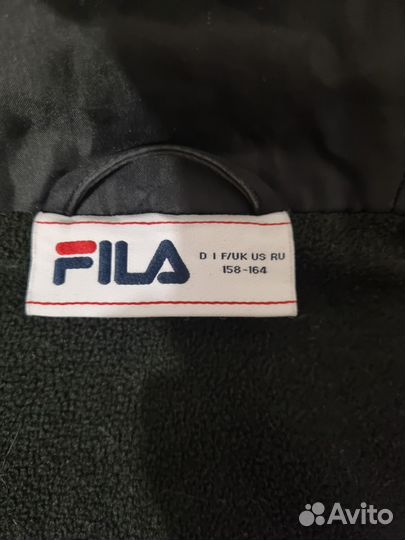 FILA
D I F/UK US RU
158-164
Avito